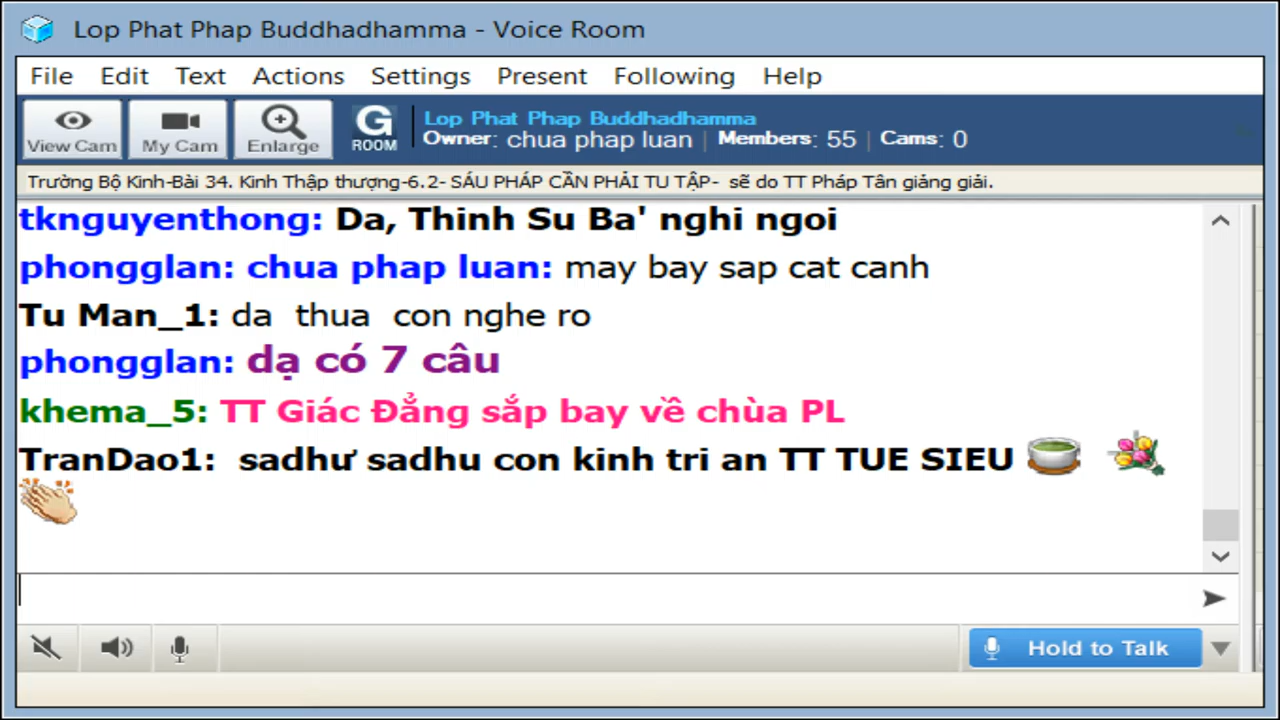 Lop Phat Phap Buddhadhamma - Voice Room
File Edit Text Actions Settings Present Following Help
View Cam My Cam Enlarge G ROOM Lop Phat Phap Buddhadhamma
Owner: chua phap luan | Members: 55 | Cams: 0
Trường Bộ Kinh-Bài 34. Kinh Thập thượng-6.2- SÁU PHÁP CẦN PHẢI TU TẬP- sẽ do TT Pháp Tân giảng giải.
tknguyenthong: Da, Thinh Su Ba' nghi ngoi
phongglan: chua phap luan: may bay sap cat canh
Tu Man_1: da thua con nghe ro
phongglan: dạ có 7 câu
khema_5: TT Giác Đẳng sắp bay về chùa PL
TranDao1: sadhư sadhu con kinh tri an TT TUE SIEU
Hold to Talk